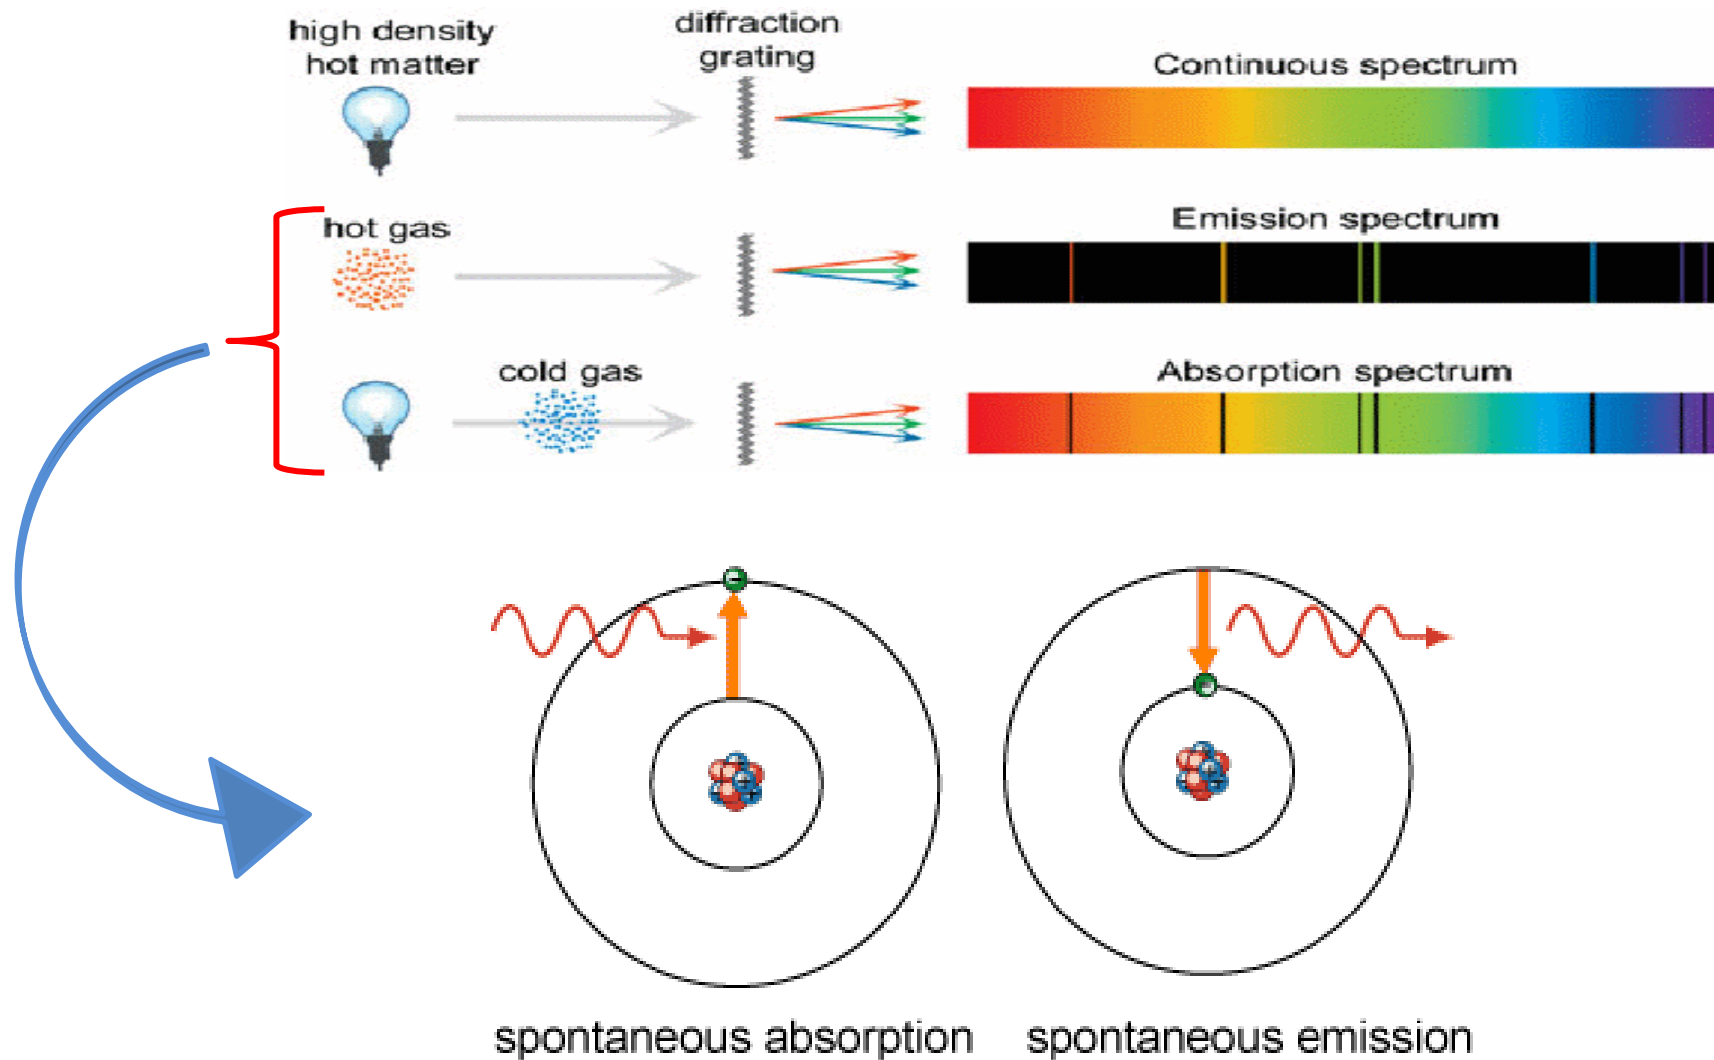 high density
hot matter
diffraction
grating
Continuous spectrum
hot gas
Emission spectrum
cold gas
Absorption spectrum
spontaneous absorption
spontaneous emission